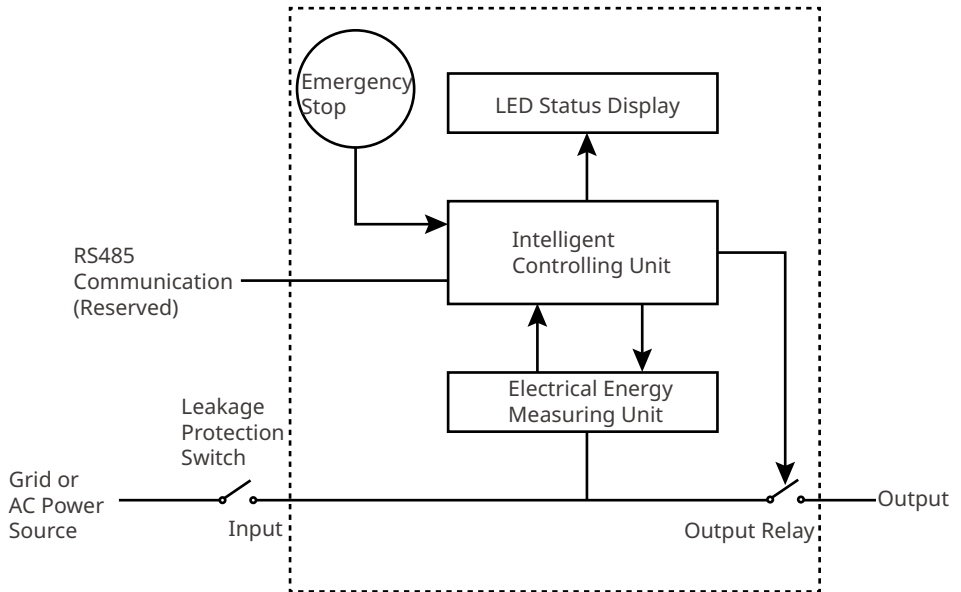 Emergency
Stop
LED Status Display
Intelligent
Controlling Unit
RS485
Communication
(Reserved)
Electrical Energy
Measuring Unit
Leakage
Protection
Switch
Grid or
AC Power
Source
Input
Output Relay
Output